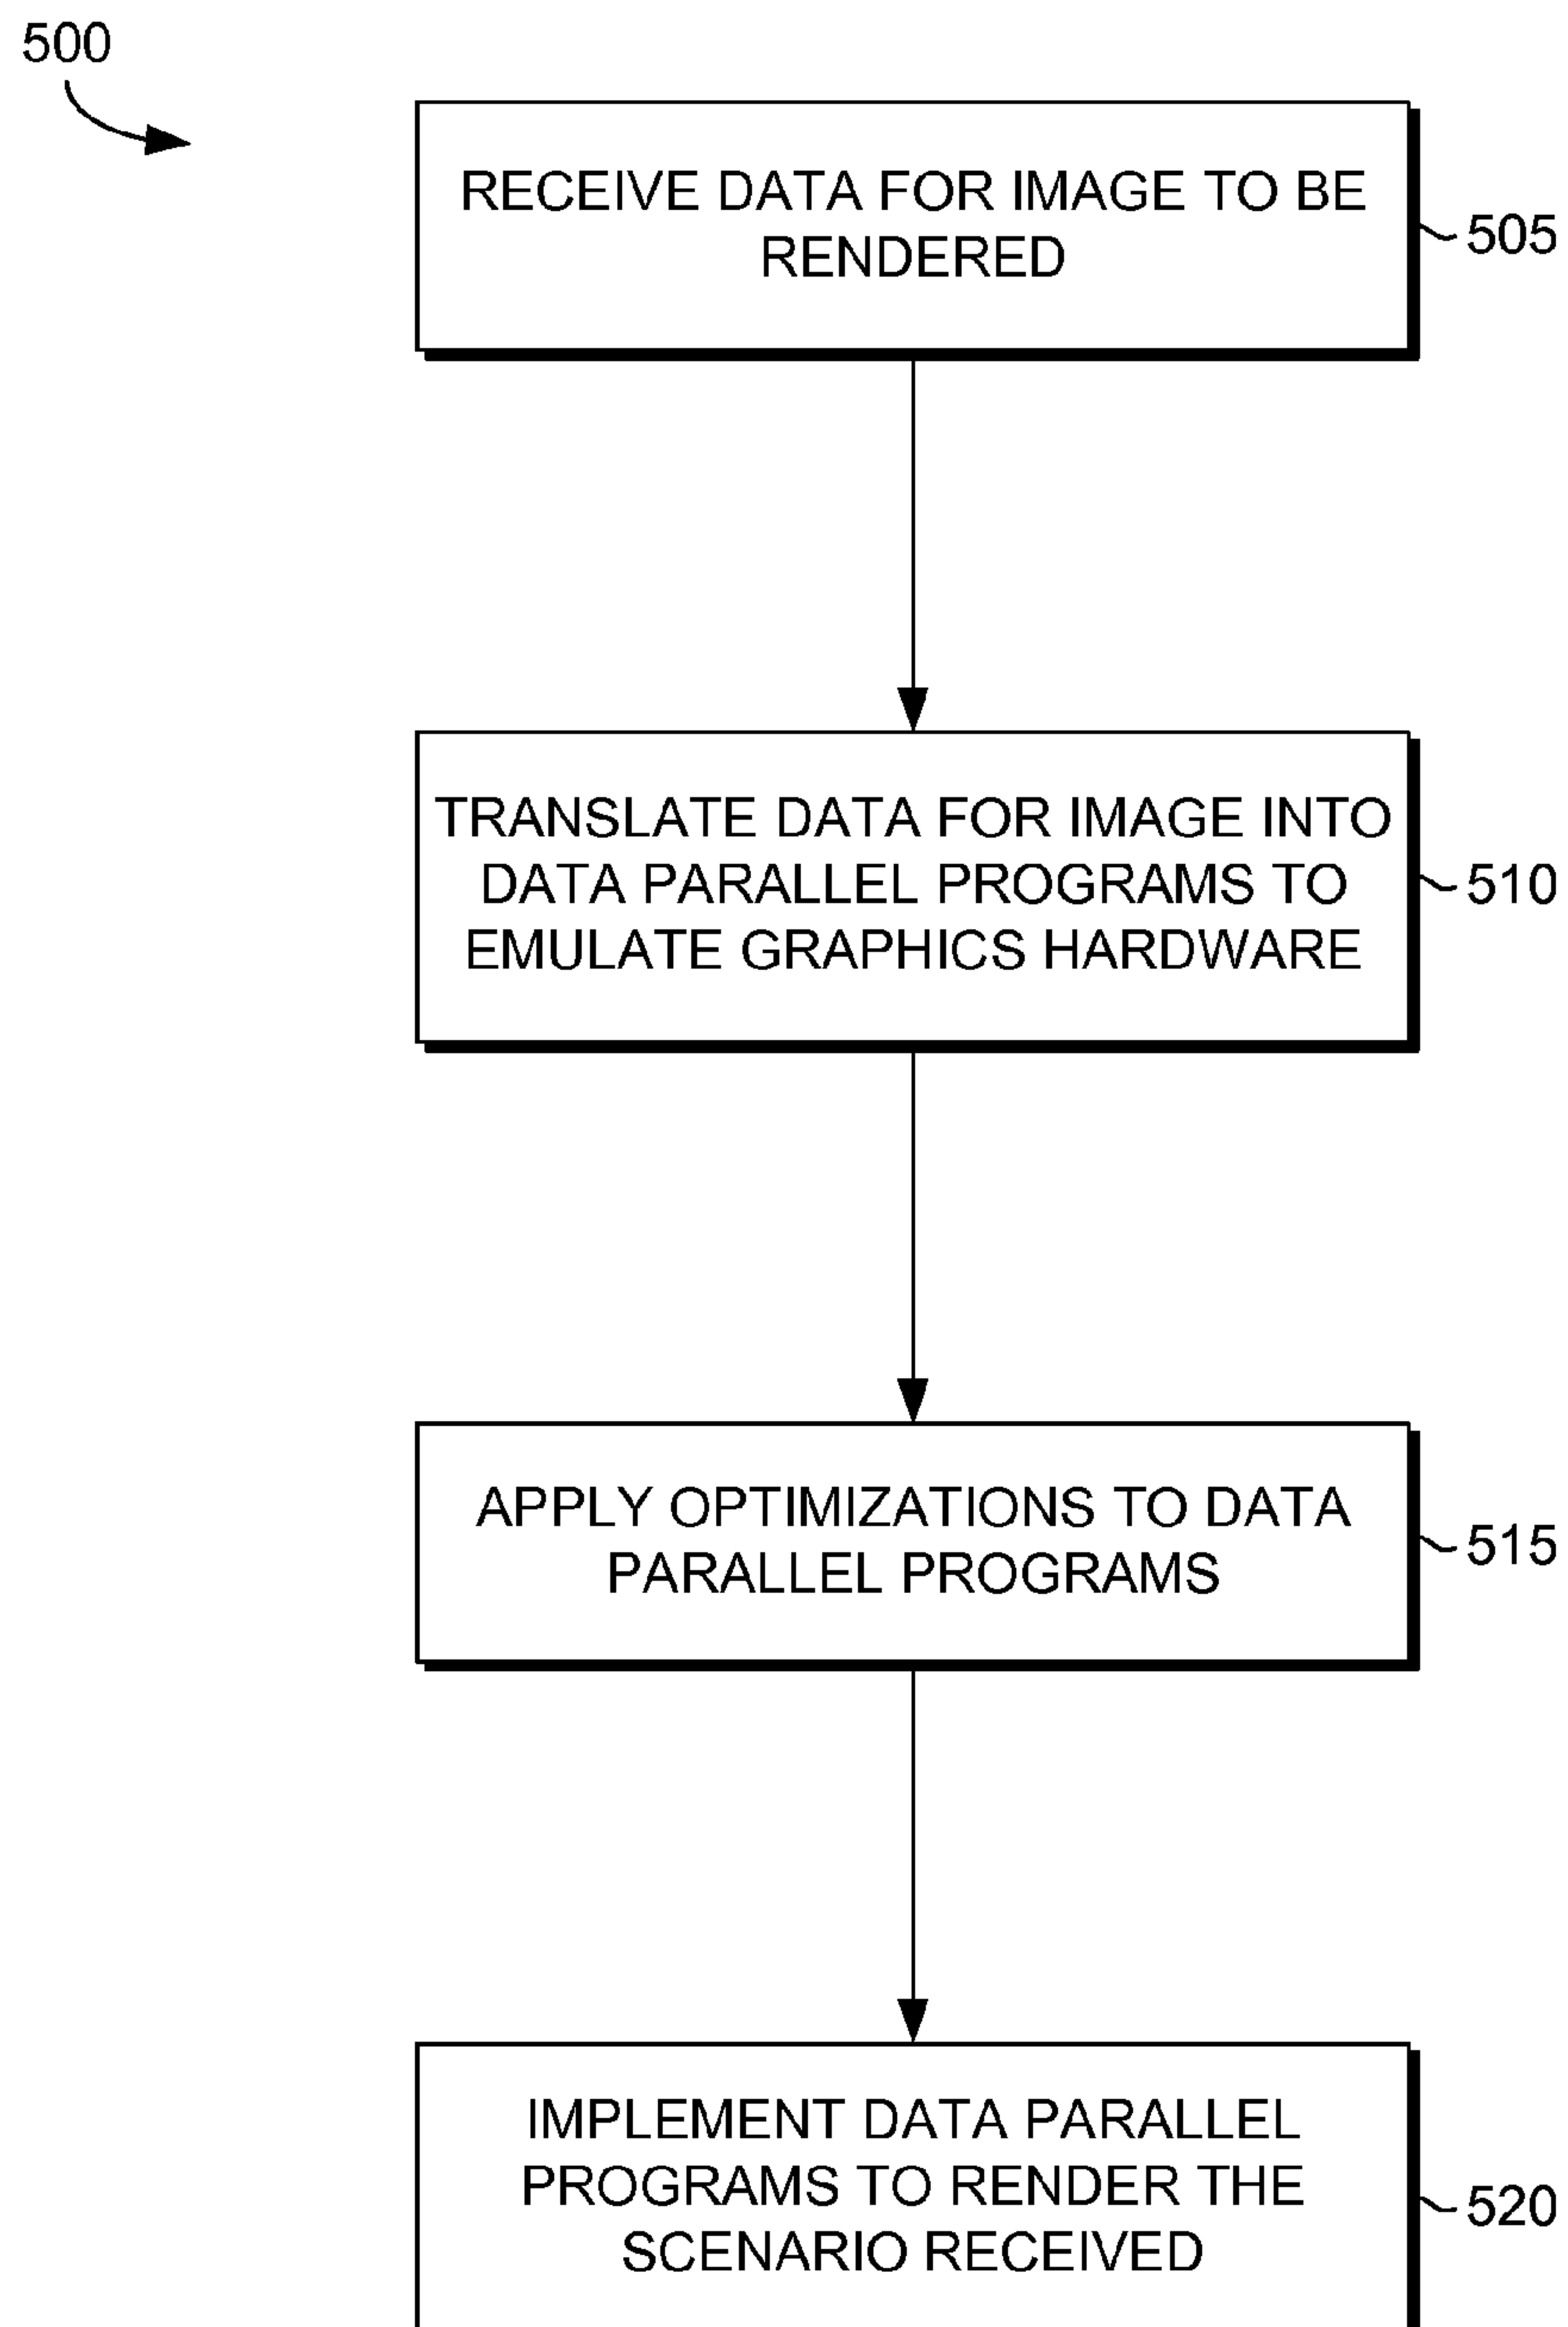 500
RECEIVE DATA FOR IMAGE TO BE
RENDERED
505
TRANSLATE DATA FOR IMAGE INTO
DATA PARALLEL PROGRAMS TO
EMULATE GRAPHICS HARDWARE
510
APPLY OPTIMIZATIONS TO DATA
PARALLEL PROGRAMS
515
IMPLEMENT DATA PARALLEL
PROGRAMS TO RENDER THE
SCENARIO RECEIVED
520